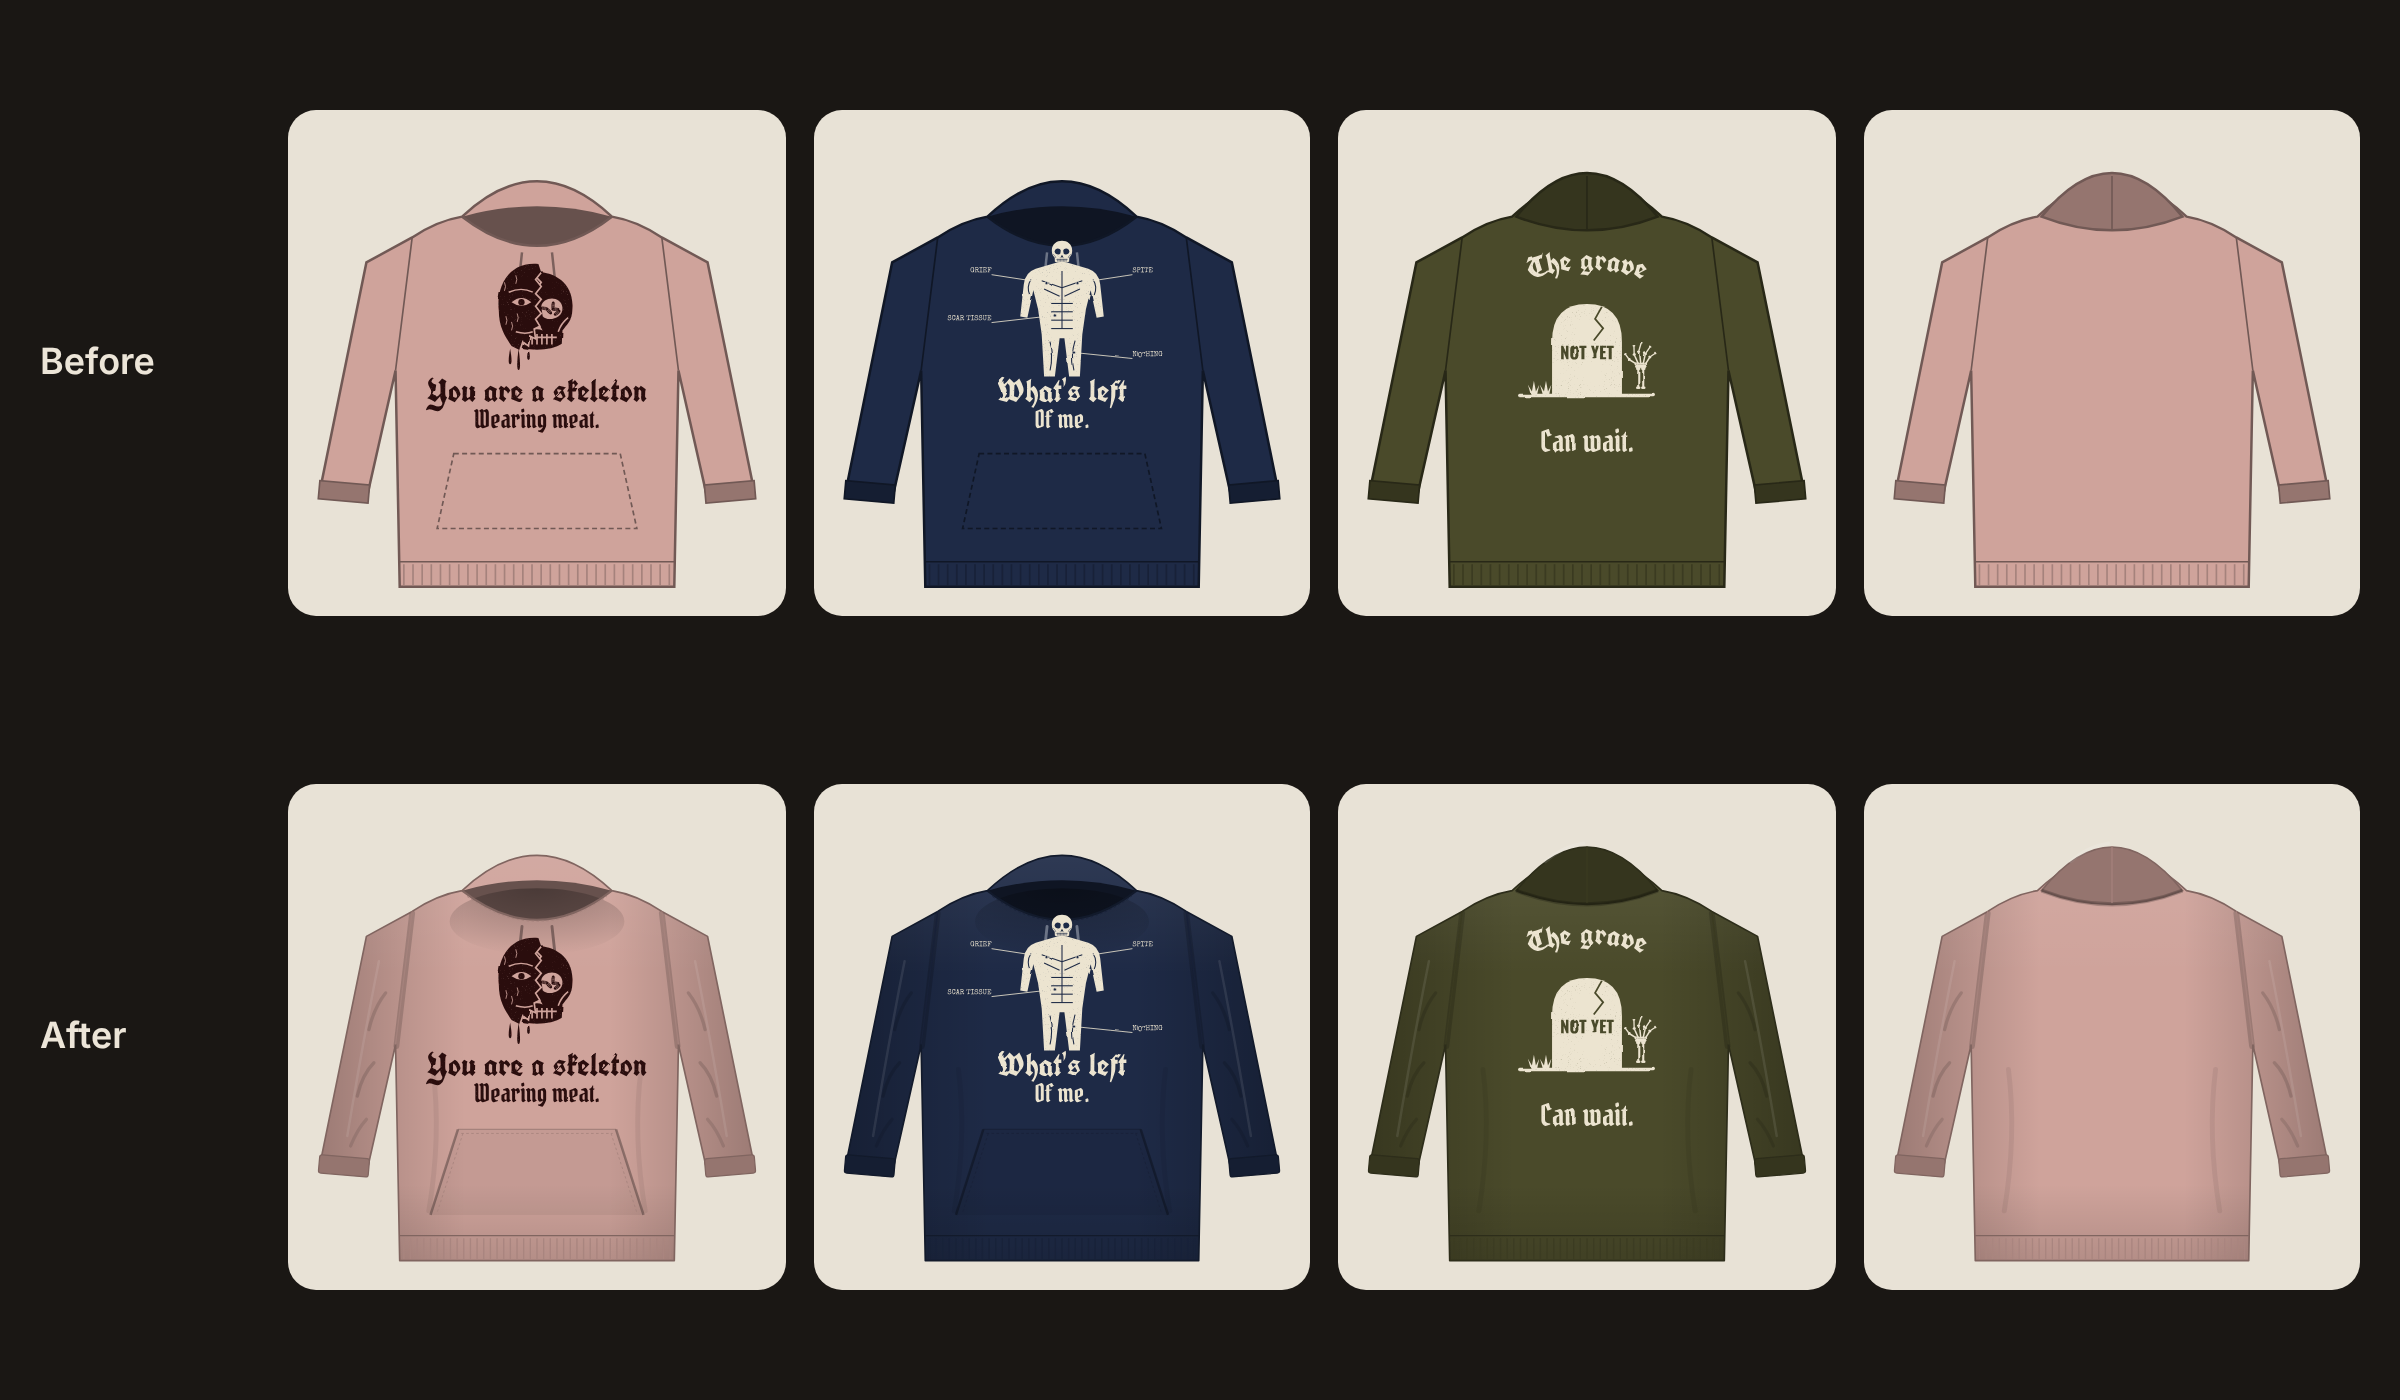 Before
You are a skeleton
Wearing meat.
GRIEF
SPITE
SCAR TISSUE
NOTHING
What's left
Of me.
The grave
NOT YET
Can wait.
After
You are a skeleton
Wearing meat.
GRIEF
SPITE
SCAR TISSUE
NOTHING
What's left
Of me.
The grave
NOT YET
Can wait.